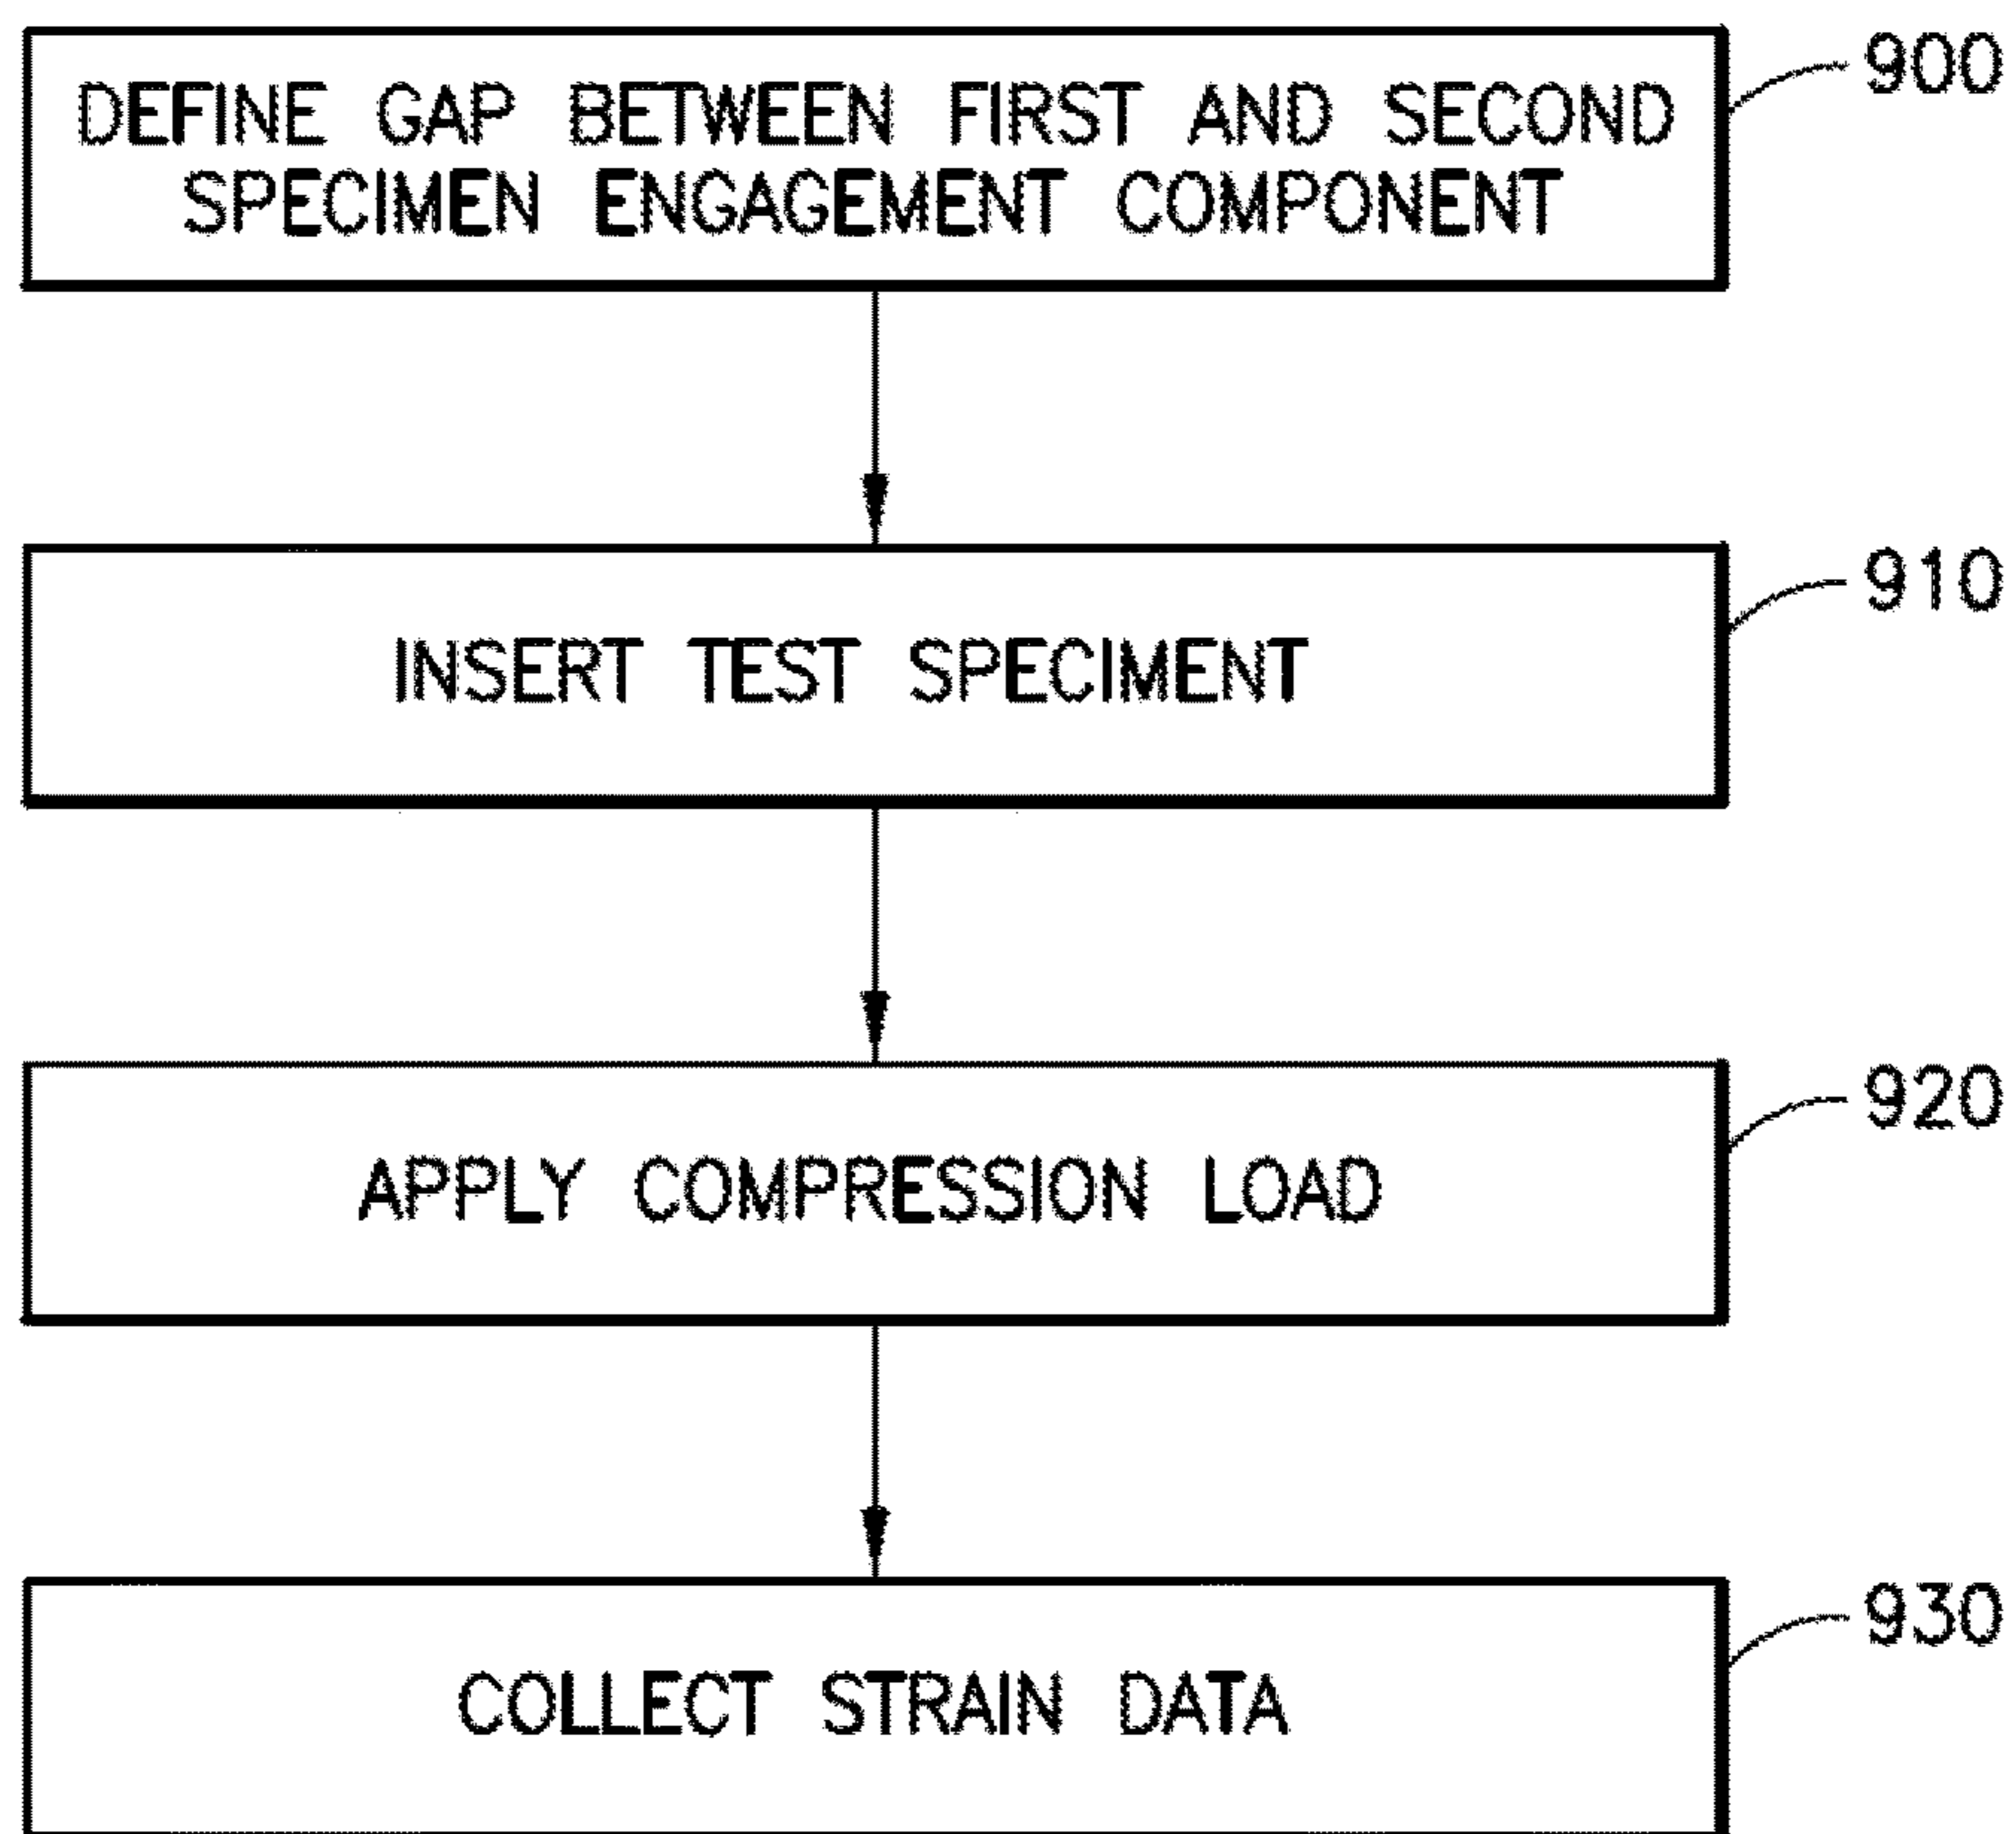 DEFINE GAP BETWEEN FIRST AND SECOND
SPECIMEN ENGAGEMENT COMPONENT
900
INSERT TEST SPECIMENT
910
APPLY COMPRESSION LOAD
920
COLLECT STRAIN DATA
930